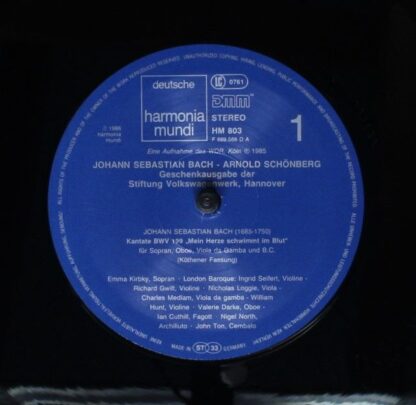 deutsche
harmonia
mundi
LC 0761
DMM
STEREO
HM 803
F 669.566 D A
1
℗ 1986
harmonia
mundi
Eine Aufnahme des WDR, Köln ℗ 1985
JOHANN SEBASTIAN BACH - ARNOLD SCHÖNBERG
Geschenkausgabe der
Stiftung Volkswagenwerk, Hannover
JOHANN SEBASTIAN BACH (1685-1750)
Kantate BWV 199 „Mein Herze schwimmt im Blut"
für Sopran, Oboe, Viola da Gamba und B.C.
(Köthener Fassung)
Emma Kirkby, Sopran · London Baroque: Ingrid Seifert, Violine -
Richard Gwilt, Violine - Nicholas Loggie, Viola -
Charles Medlam, Viola da gamba - William
Hunt, Violine - Valerie Darke, Oboe -
Ian Cuthill, Fagott · Nigel North,
Archiliuto · John Toll, Cembalo
MADE IN ST 33 GERMANY